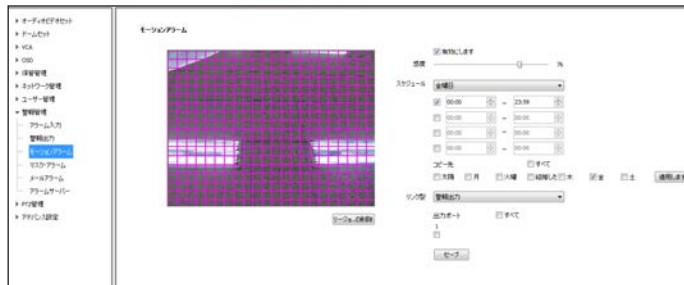 オーディオビデオセット
ドームセット
VCA
OSD
保管管理
ネットワーク管理
ユーザー管理
警報管理
アラーム入力
警報出力
モーションアラーム
マスク・アラーム
メールアラーム
アラームサーバー
PTZ管理
アドバンス設定
モーションアラーム
有効にします
感度
76
スケジュール
金曜日
00:00 ~ 23:59
00:00 ~ 00:00
00:00 ~ 00:00
00:00 ~ 00:00
コピー先 すべて
太陽 月 火曜 結婚した 木 金 土 適用します
リンク型 警報出力
出力ポート すべて
1
セーブ